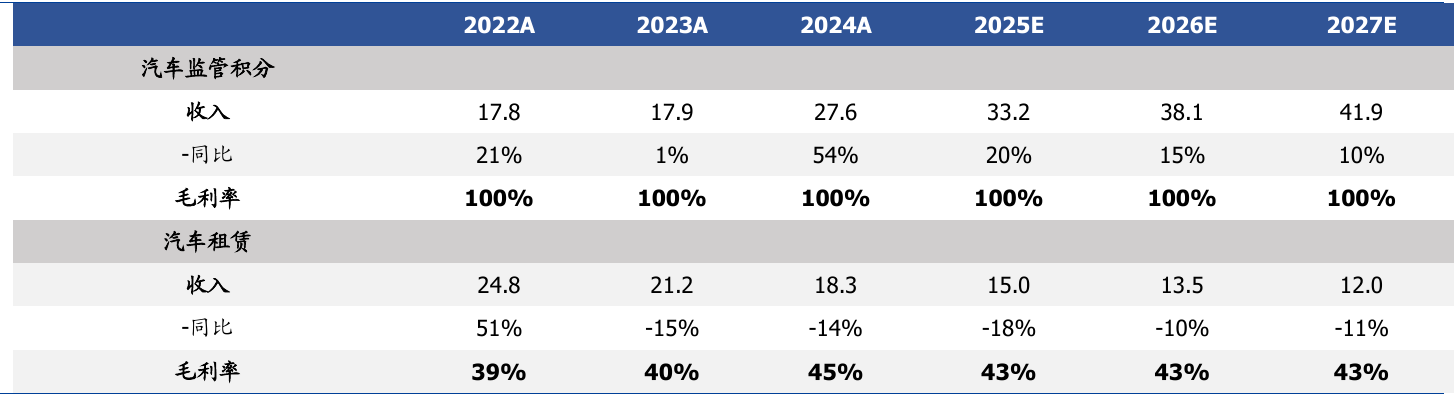 2022A 2023A 2024A 2025E 2026E 2027E
汽车监管积分
收入 17.8 17.9 27.6 33.2 38.1 41.9
-同比 21% 1% 54% 20% 15% 10%
毛利率 100% 100% 100% 100% 100% 100%
汽车租赁
收入 24.8 21.2 18.3 15.0 13.5 12.0
-同比 51% -15% -14% -18% -10% -11%
毛利率 39% 40% 45% 43% 43% 43%